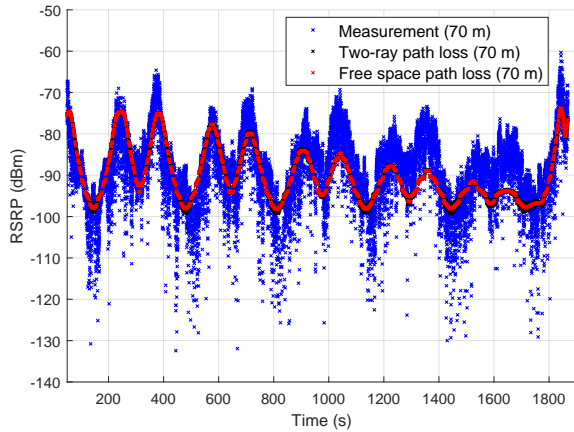 -50
-60
-70
-80
-90
-100
-110
-120
-130
-140
RSRP (dBm)
Measurement (70 m)
Two-ray path loss (70 m)
Free space path loss (70 m)
200 400 600 800 1000 1200 1400 1600 1800
Time (s)